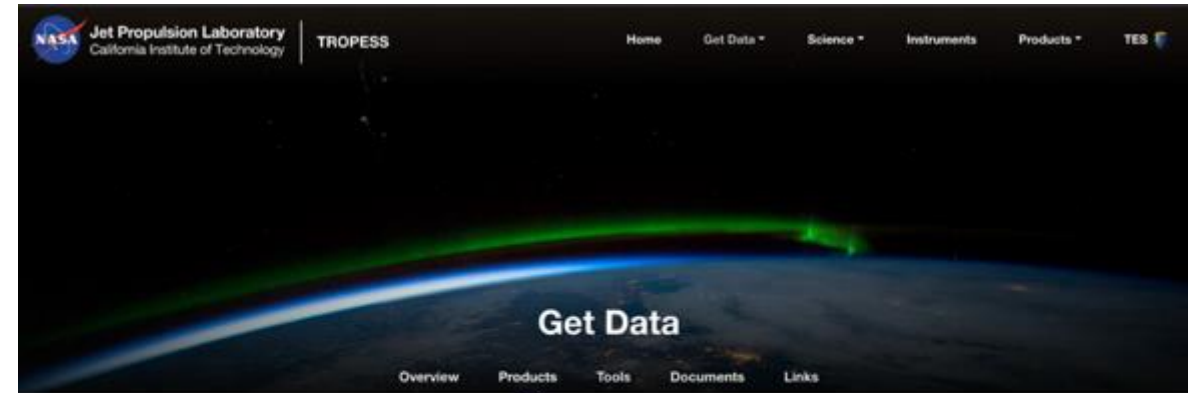 NASA
Jet Propulsion Laboratory
California Institute of Technology
TROPESS
Home Get Data Science Instruments Products TES
Get Data
Overview Products Tools Documents Links